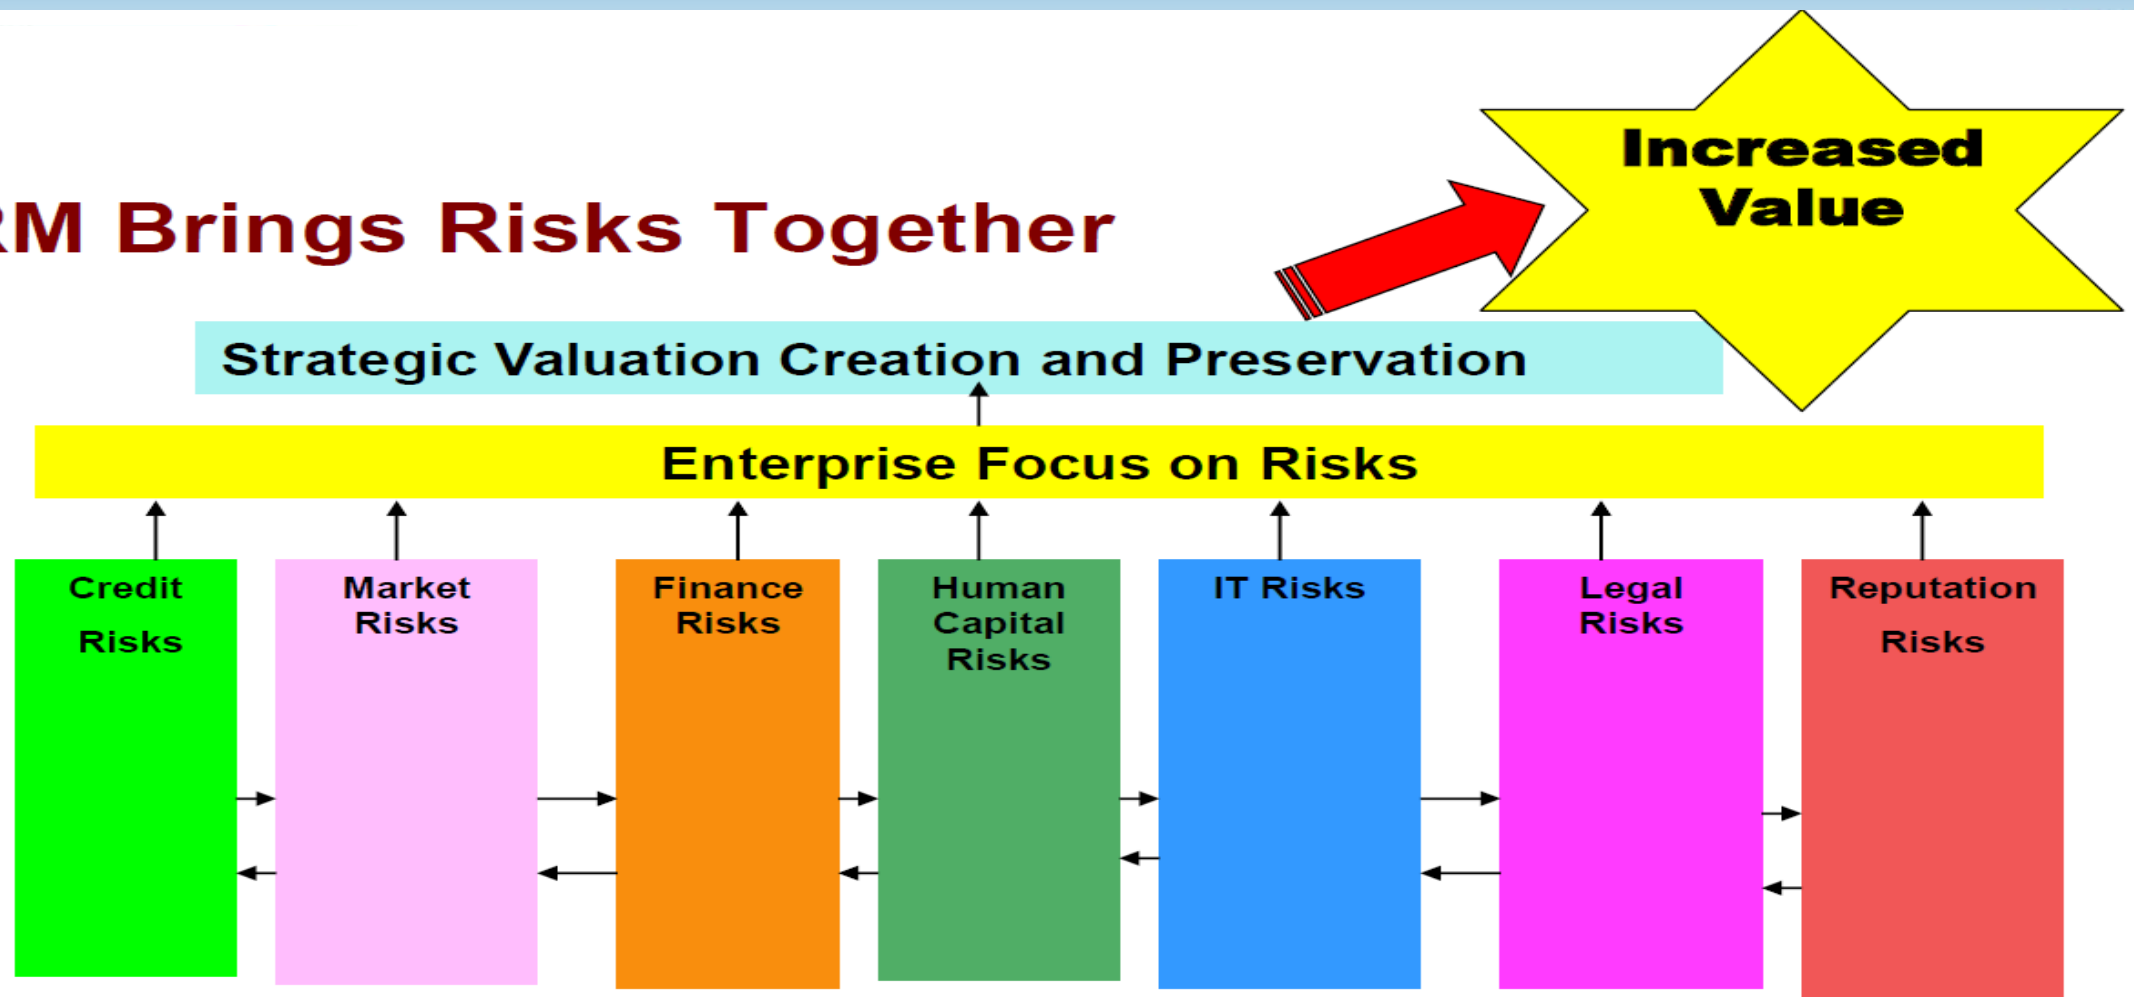 RM Brings Risks Together
Increased
Value
Strategic Valuation Creation and Preservation
Enterprise Focus on Risks
Credit
Risks
Market
Risks
Finance
Risks
Human
Capital
Risks
IT Risks
Legal
Risks
Reputation
Risks